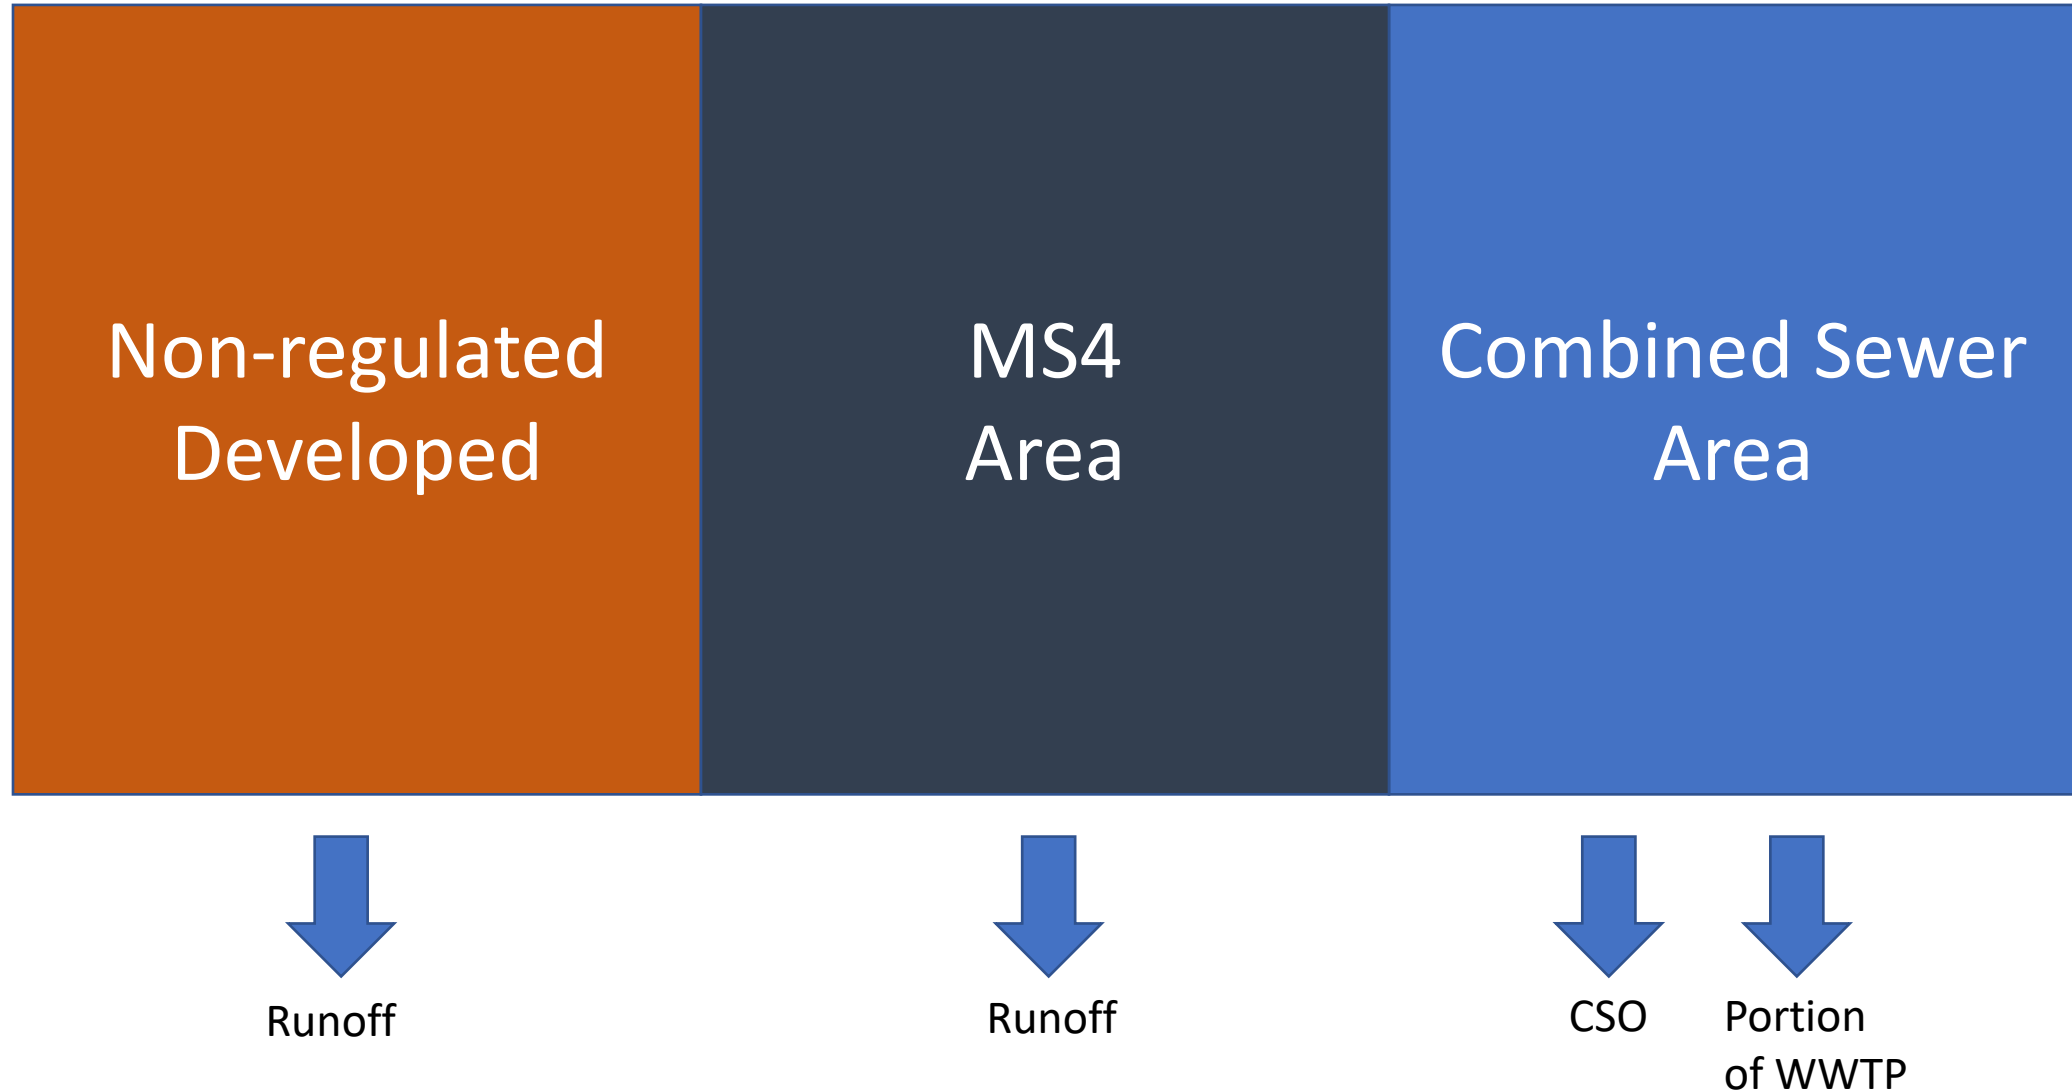 Non-regulated
Developed
MS4
Area
Combined Sewer
Area
Runoff
Runoff
CSO
Portion
of WWTP